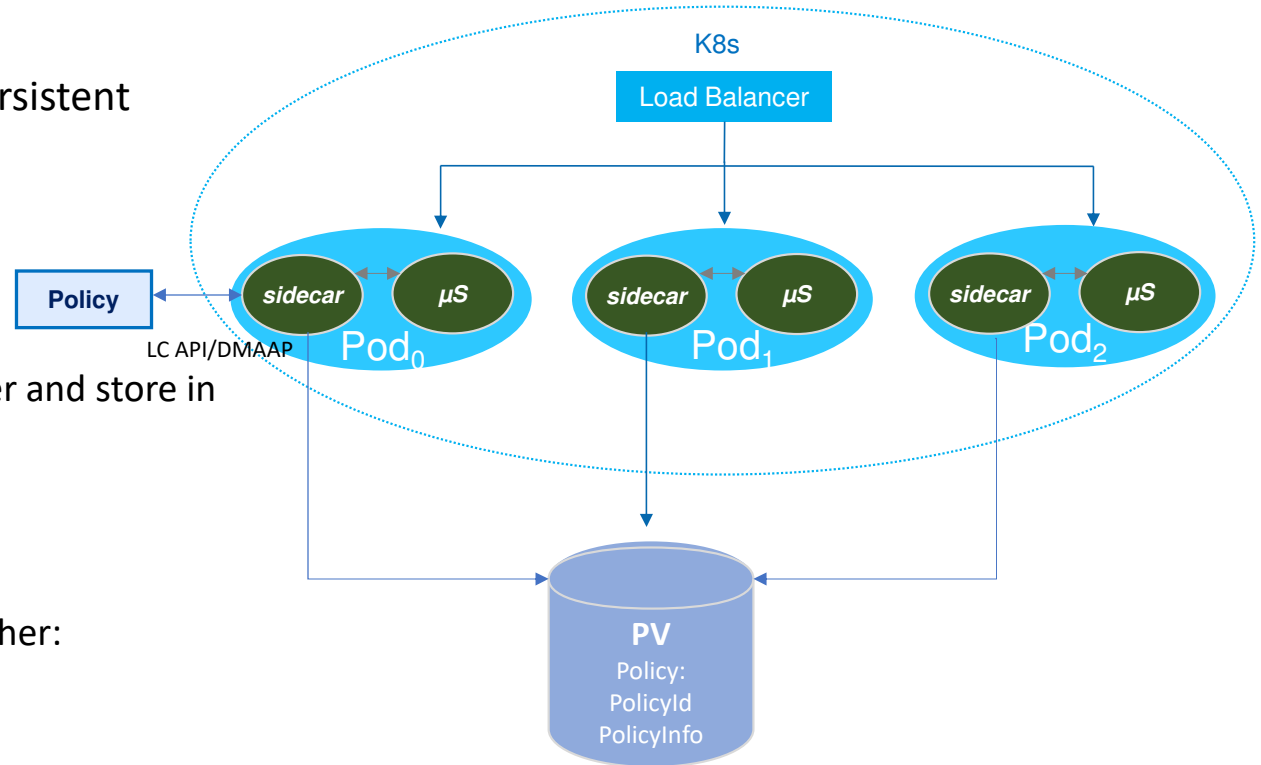 K8s
rsistent
Load Balancer
sidecar
µS
sidecar
µS
sidecar
µS
Policy
LC API/DMAAP
Pod₀
Pod₁
Pod₂
er and store in
her:
PV
Policy:
PolicyId
PolicyInfo